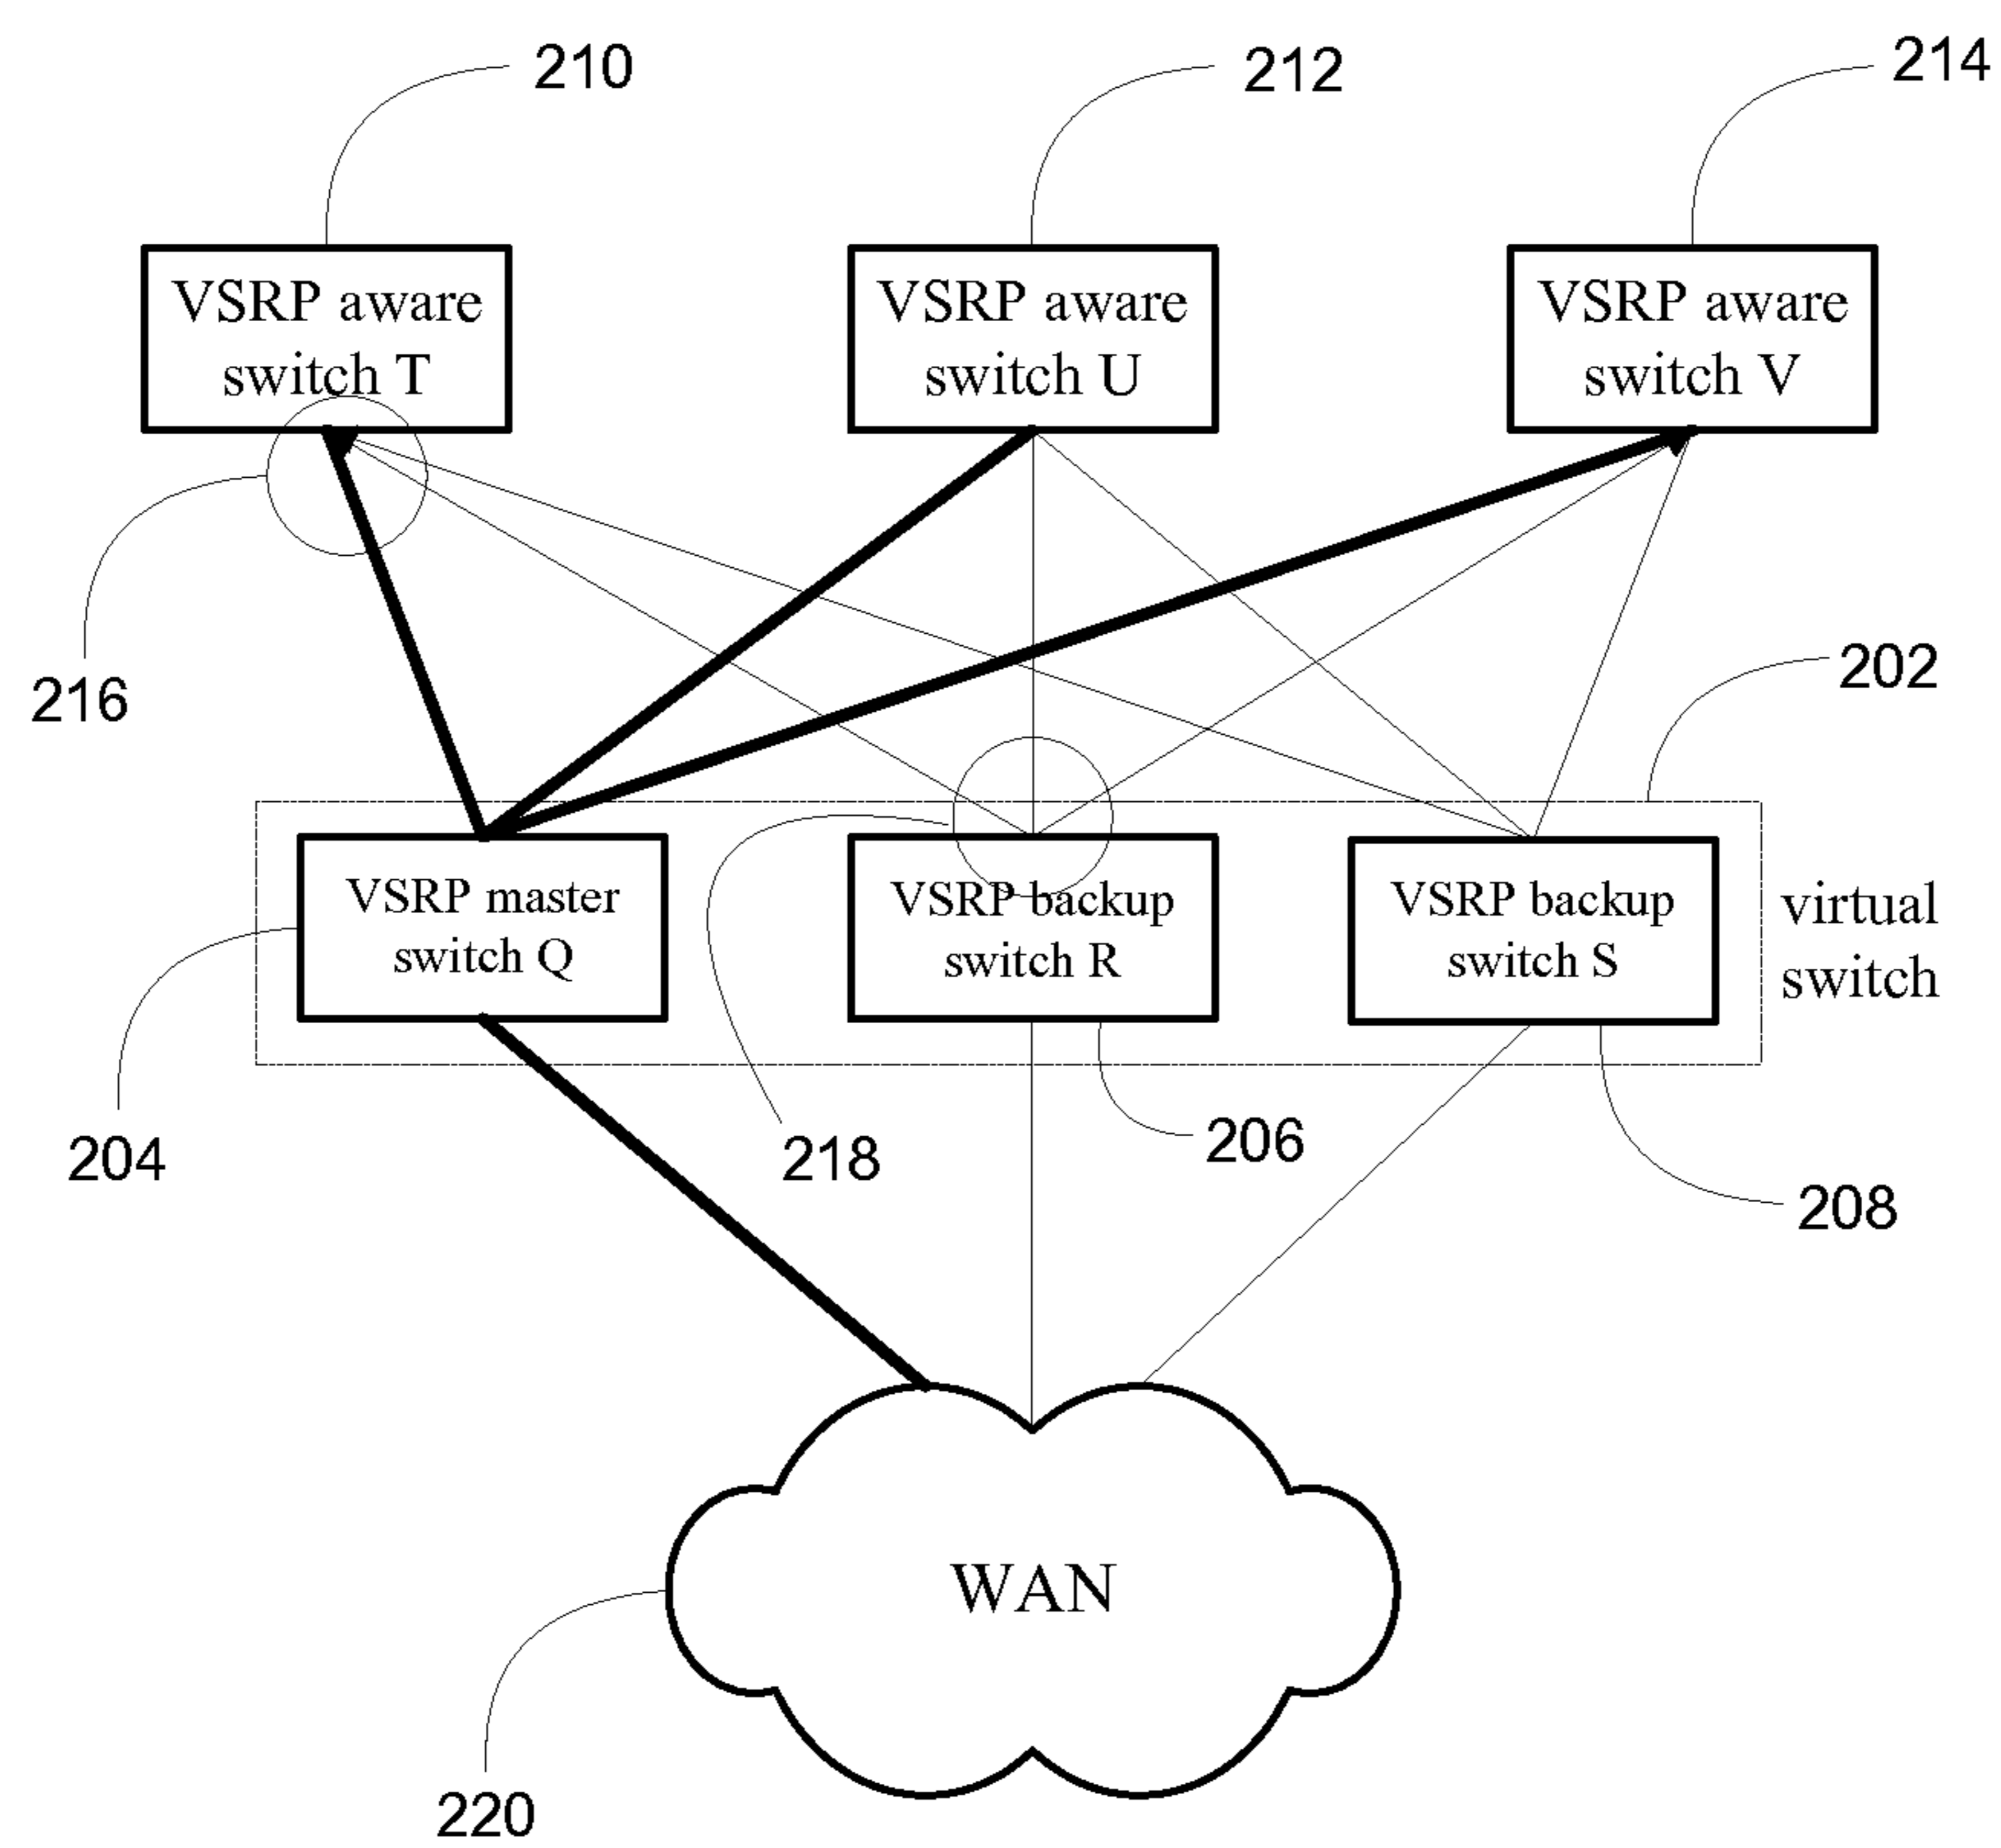 210
212
214
VSRP aware
switch T
VSRP aware
switch U
VSRP aware
switch V
216
202
VSRP master
switch Q
VSRP backup
switch R
VSRP backup
switch S
virtual
switch
204
218
206
208
WAN
220